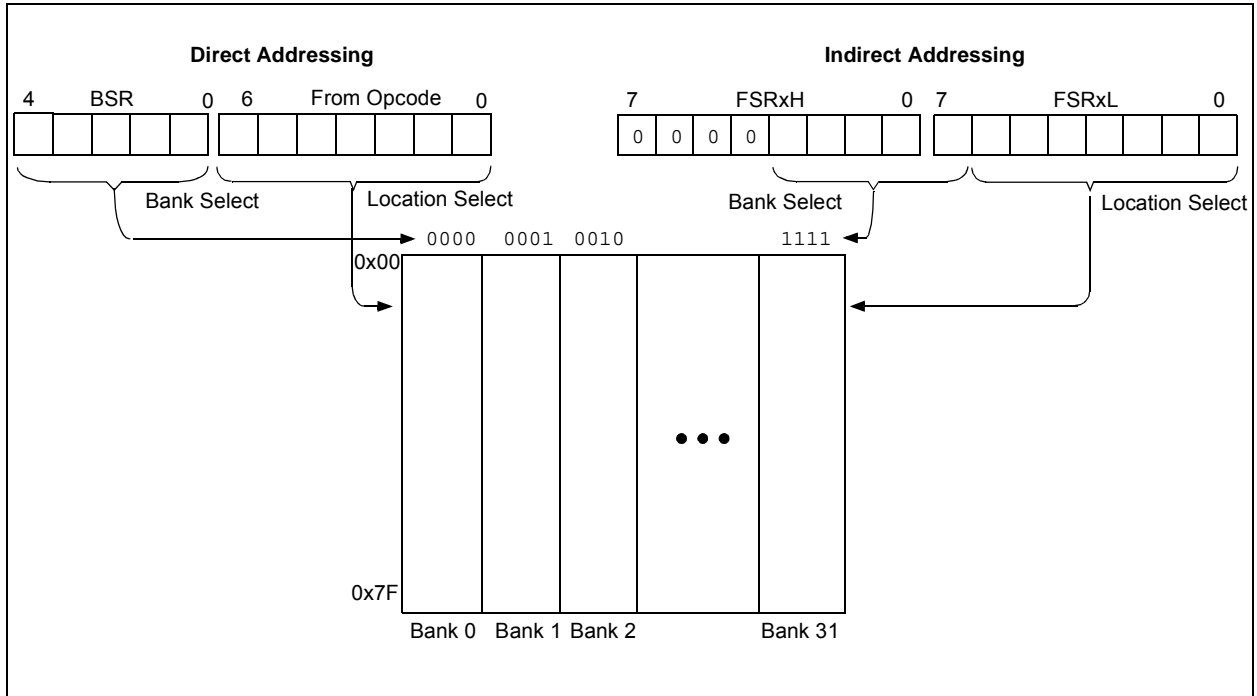 Direct Addressing
Indirect Addressing
4 BSR 0 6 From Opcode 0
7 FSRxH 0 7 FSRxL 0
0 0 0 0
Bank Select
Location Select
Bank Select
Location Select
0000 0001 0010 1111
0x00
0x7F
Bank 0 Bank 1 Bank 2 Bank 31